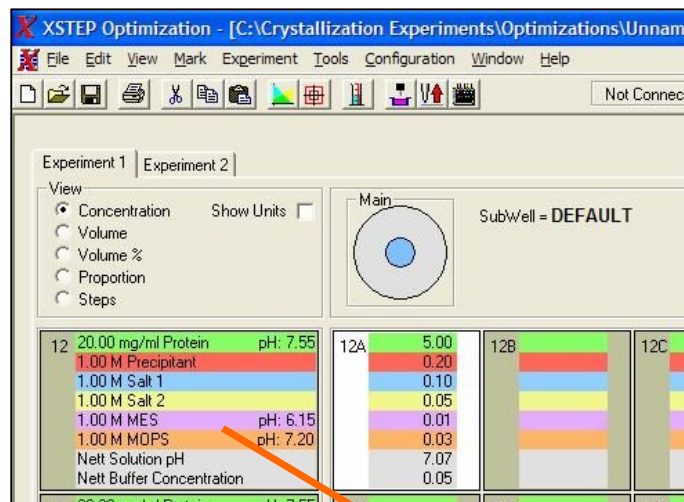 XSTEP Optimization - [C:\Crystallization Experiments\Optimizations\Unnam
File Edit View Mark Experiment Tools Configuration Window Help
Not Connec
Experiment 1 Experiment 2
View
Concentration Show Units
Volume
Volume %
Proportion
Steps
Main
SubWell = DEFAULT
12 20.00 mg/ml Protein pH: 7.55 12A 5.00 12B 12C
1.00 M Precipitant 0.20
1.00 M Salt 1 0.10
1.00 M Salt 2 0.05
1.00 M MES pH: 6.15 0.01
1.00 M MOPS pH: 7.20 0.03
Nett Solution pH 7.07
Nett Buffer Concentration 0.05